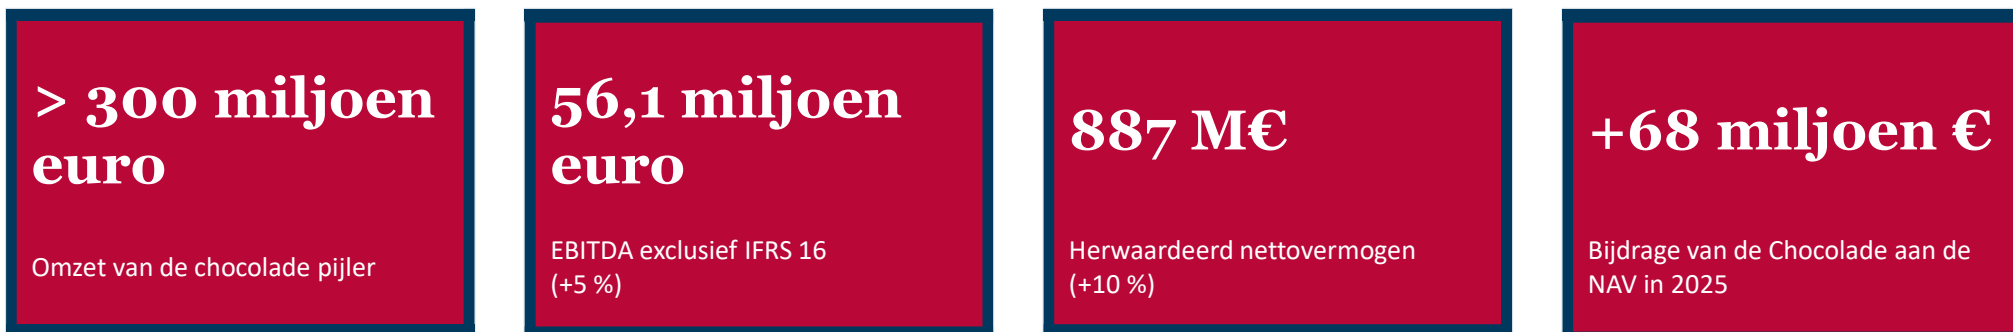 > 300 miljoen
euro
Omzet van de chocolade pijler
56,1 miljoen
euro
EBITDA exclusief IFRS 16
(+5 %)
887 M€
Herwaardeerd nettovermogen
(+10 %)
+68 miljoen €
Bijdrage van de Chocolade aan de
NAV in 2025